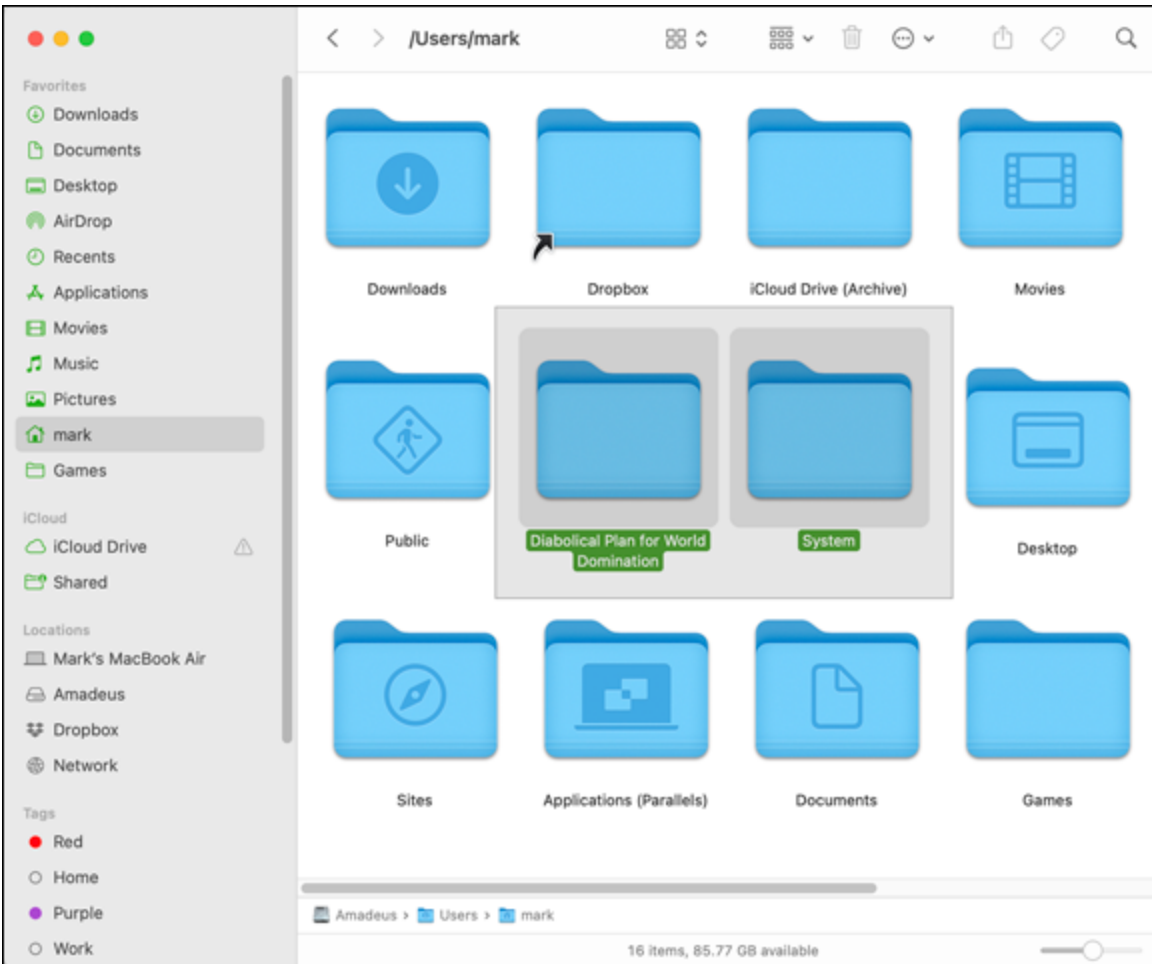 /Users/mark
Favorites
Downloads
Documents
Desktop
AirDrop
Recents
Applications
Movies
Music
Pictures
mark
Games
iCloud
iCloud Drive
Shared
Locations
Mark's MacBook Air
Amadeus
Dropbox
Network
Tags
Red
Home
Purple
Work
Downloads
Dropbox
iCloud Drive (Archive)
Movies
Public
Diabolical Plan for World
Domination
System
Desktop
Sites
Applications (Parallels)
Documents
Games
Amadeus › Users › mark
16 items, 85.77 GB available